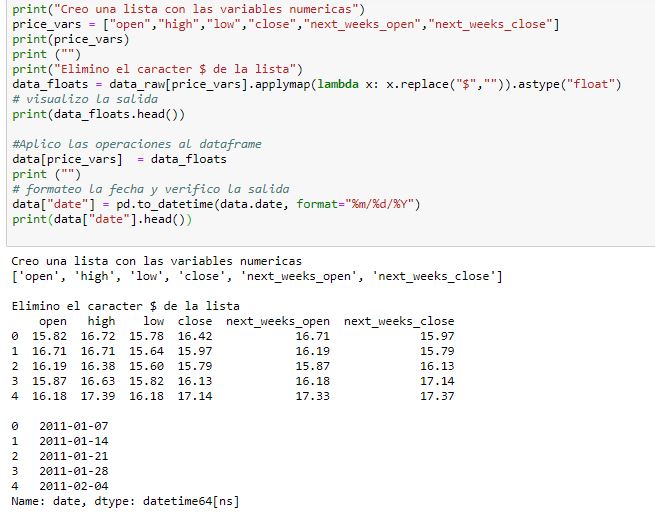 print("Creo una lista con las variables numericas")
price_vars = ["open","high","low","close","next_weeks_open","next_weeks_close"]
print(price_vars)
print ("")
print("Elimino el caracter $ de la lista")
data_floats = data_raw[price_vars].applymap(lambda x: x.replace("$","")).astype("float")
# visualizo la salida
print(data_floats.head())
#Aplico las operaciones al dataframe
data[price_vars]  = data_floats
print ("")
# formateo la fecha y verifico la salida
data["date"] = pd.to_datetime(data.date, format="%m/%d/%Y")
print(data["date"].head())
Creo una lista con las variables numericas
['open', 'high', 'low', 'close', 'next_weeks_open', 'next_weeks_close']
Elimino el caracter $ de la lista
    open   high    low  close  next_weeks_open  next_weeks_close
0  15.82  16.72  15.78  16.42            16.71             15.97
1  16.71  16.71  15.64  15.97            16.19             15.79
2  16.19  16.38  15.60  15.79            15.87             16.13
3  15.87  16.63  15.82  16.13            16.18             17.14
4  16.18  17.39  16.18  17.14            17.33             17.37
0   2011-01-07
1   2011-01-14
2   2011-01-21
3   2011-01-28
4   2011-02-04
Name: date, dtype: datetime64[ns]